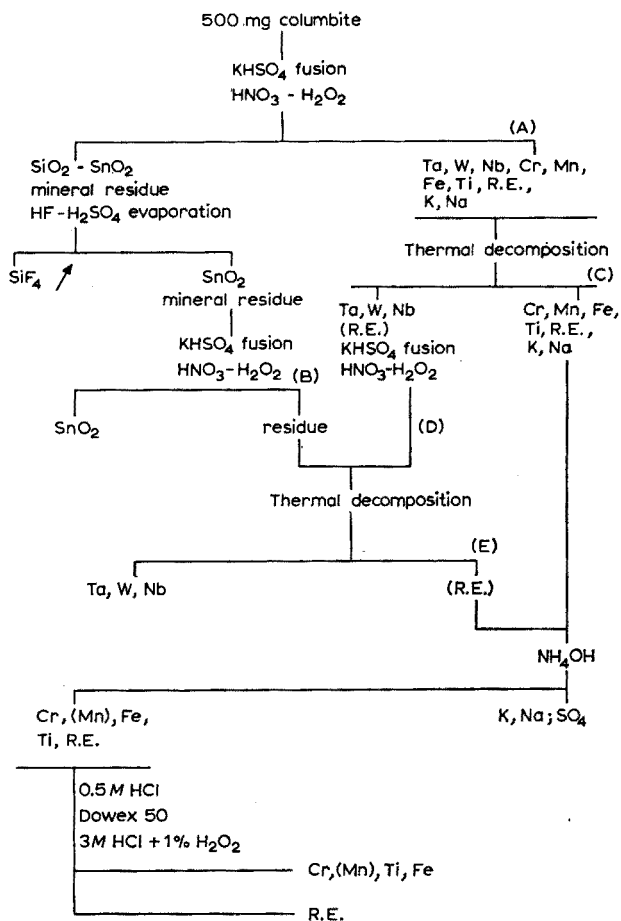 500 mg columbite
KHSO₄ fusion
HNO₃ - H₂O₂
(A)
SiO₂ - SnO₂
mineral residue
HF-H₂SO₄ evaporation
Ta, W, Nb, Cr, Mn,
Fe, Ti, R.E.,
K, Na
Thermal decomposition
SiF₄
SnO₂
mineral residue
(C)
Ta, W, Nb
(R.E.)
KHSO₄ fusion
HNO₃-H₂O₂
Cr, Mn, Fe,
Ti, R.E.,
K, Na
KHSO₄ fusion
HNO₃-H₂O₂
(B)
SnO₂
residue
(D)
Thermal decomposition
(E)
Ta, W, Nb
(R.E.)
NH₄OH
Cr, (Mn), Fe,
Ti, R.E.
K, Na; SO₄
0.5M HCl
Dowex 50
3M HCl + 1% H₂O₂
Cr, (Mn), Ti, Fe
R.E.